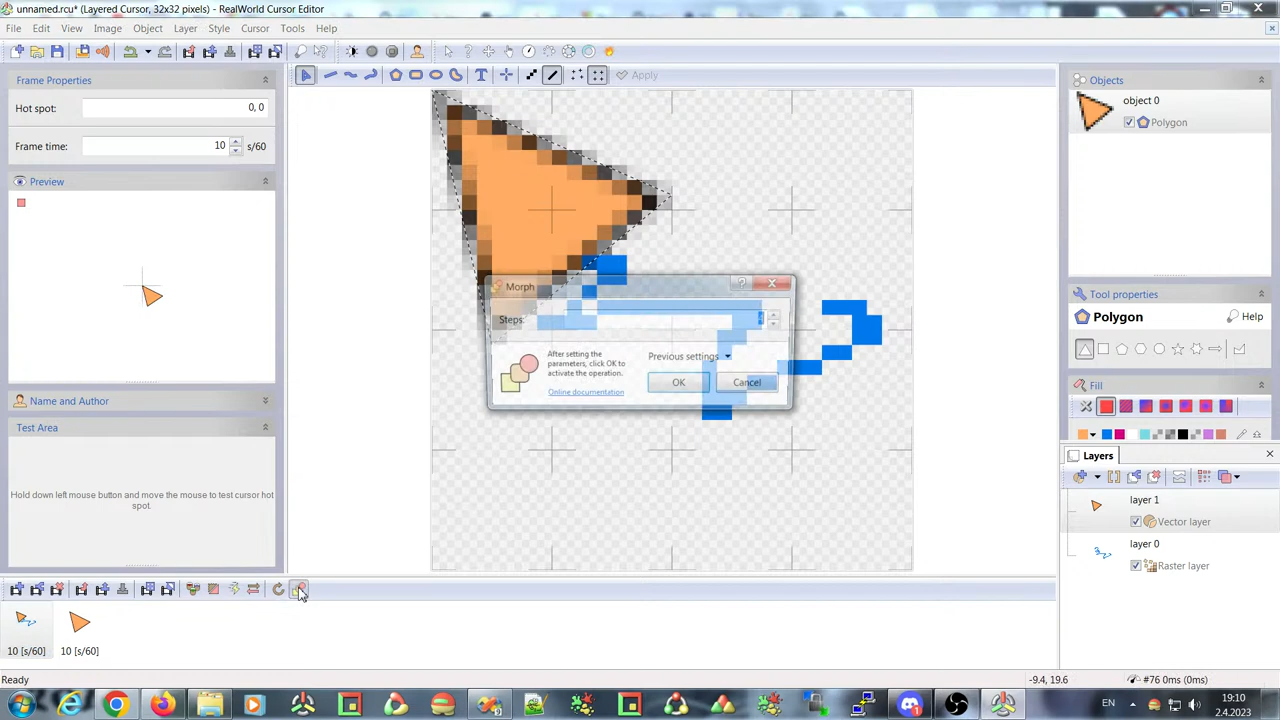 unnamed.rcu* (Layered Cursor, 32x32 pixels) - RealWorld Cursor Editor
File Edit View Image Object Layer Style Cursor Tools Help
Apply
Frame Properties
Hot spot: 0, 0
Frame time: 10 s/60
Preview
Name and Author
Test Area
Hold down left mouse button and move the mouse to test cursor hot
spot.
Morph
Steps:
After setting the
parameters, click OK to
activate the operation.
Online documentation
Previous settings
OK Cancel
Objects
object 0
Polygon
Tool properties
Polygon Help
Fill
Layers
layer 1
Vector layer
layer 0
Raster layer
10 [s/60] 10 [s/60]
Ready -9.4, 19.6 #76 0ms (0ms)
EN 19:10
2.4.2023